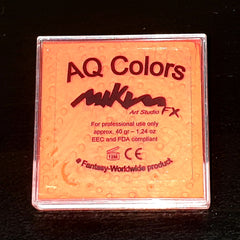 AQ Colors
MiKim FX
Art Studio
For professional use only
approx. 40 gr – 1,24 oz
EEC and FDA compliant
12M CE
a Fantasy-Worldwide product